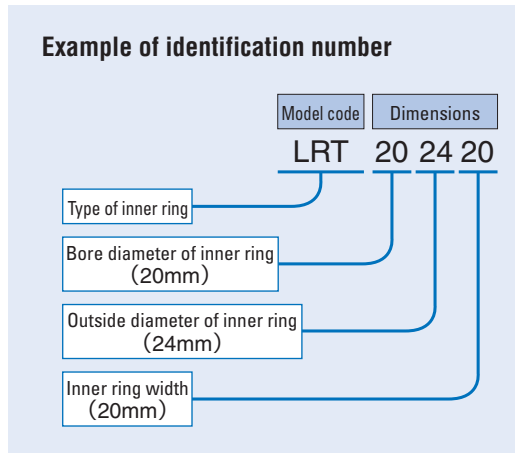 Example of identification number
Model code Dimensions
LRT 20 24 20
Type of inner ring
Bore diameter of inner ring
(20mm)
Outside diameter of inner ring
(24mm)
Inner ring width
(20mm)